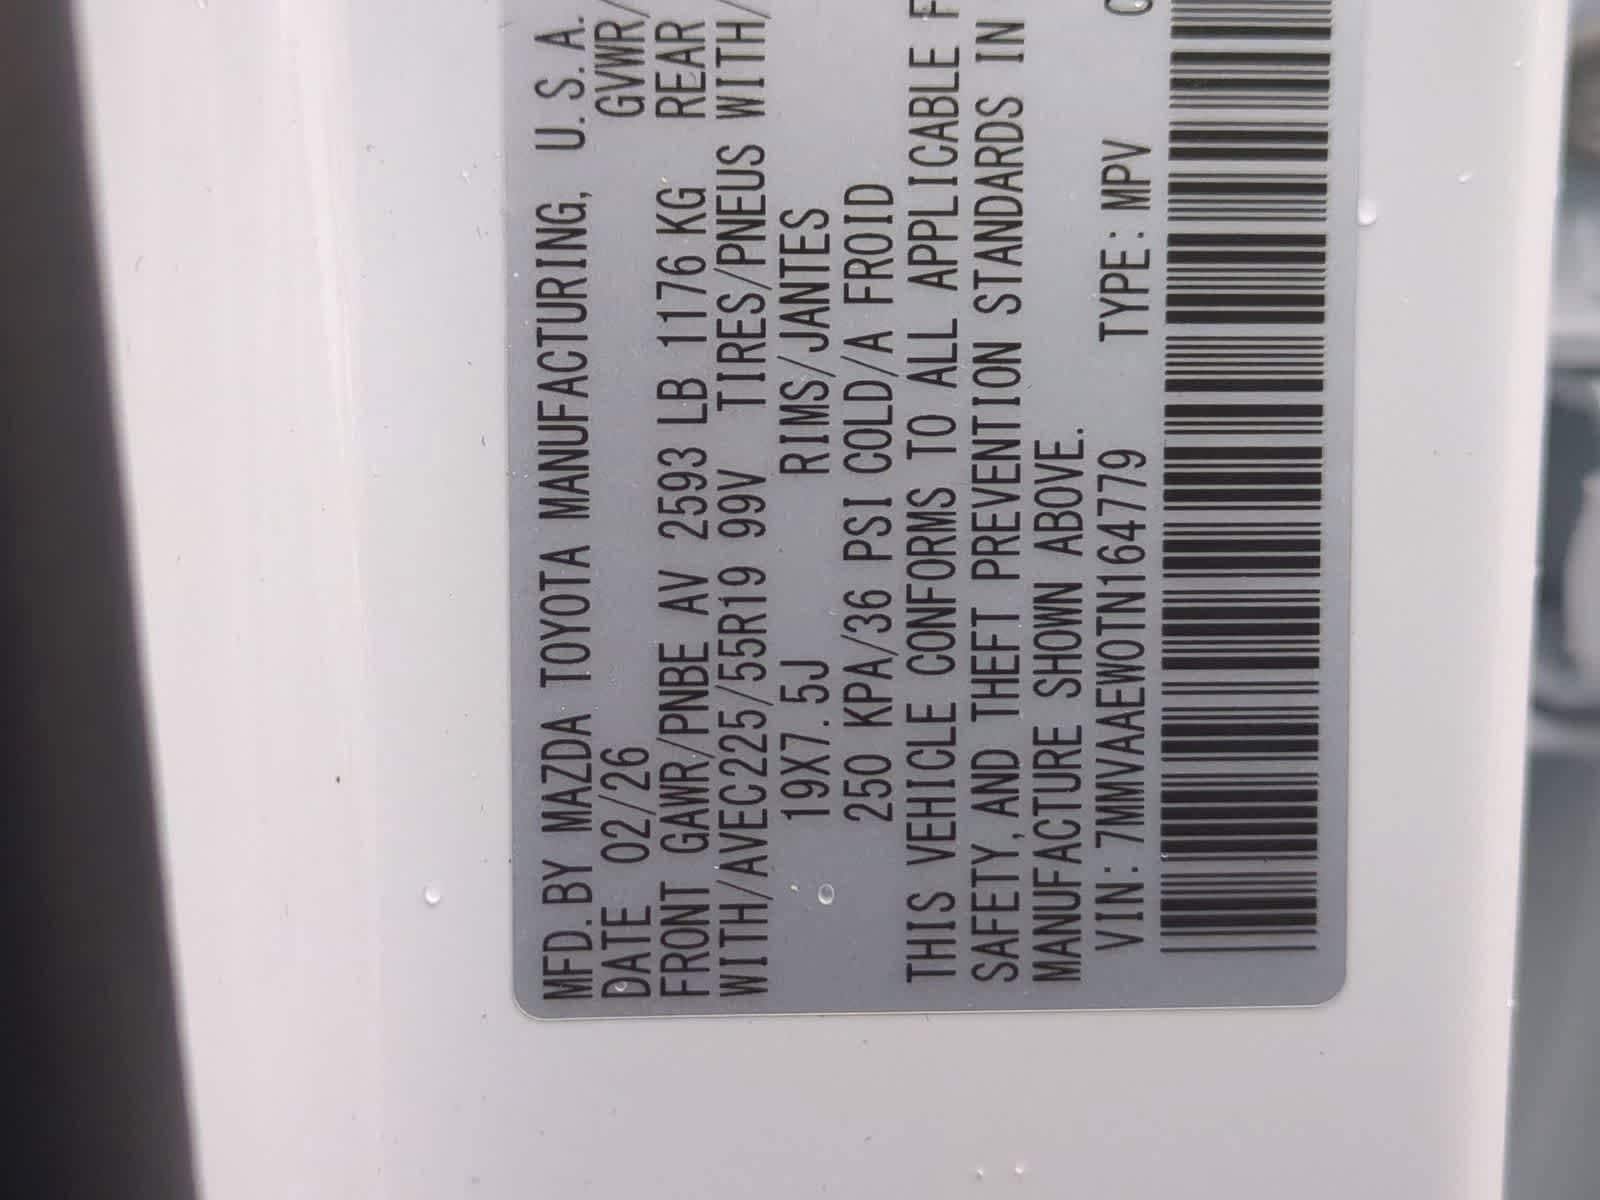 MFD. BY MAZDA TOYOTA MANUFACTURING, U.S.A.
DATE 02/26 GVWR/
FRONT GAWR/PNBE AV 2593 LB 1176 KG REAR
WITH/AVEC225/55R19 99V TIRES/PNEUS WITH/
19X7.5J RIMS/JANTES
250 KPA/36 PSI COLD/A FROID
THIS VEHICLE CONFORMS TO ALL APPLICABLE F
SAFETY, AND THEFT PREVENTION STANDARDS IN
MANUFACTURE SHOWN ABOVE.
VIN: 7MMVAAEW0TN164779 TYPE: MPV